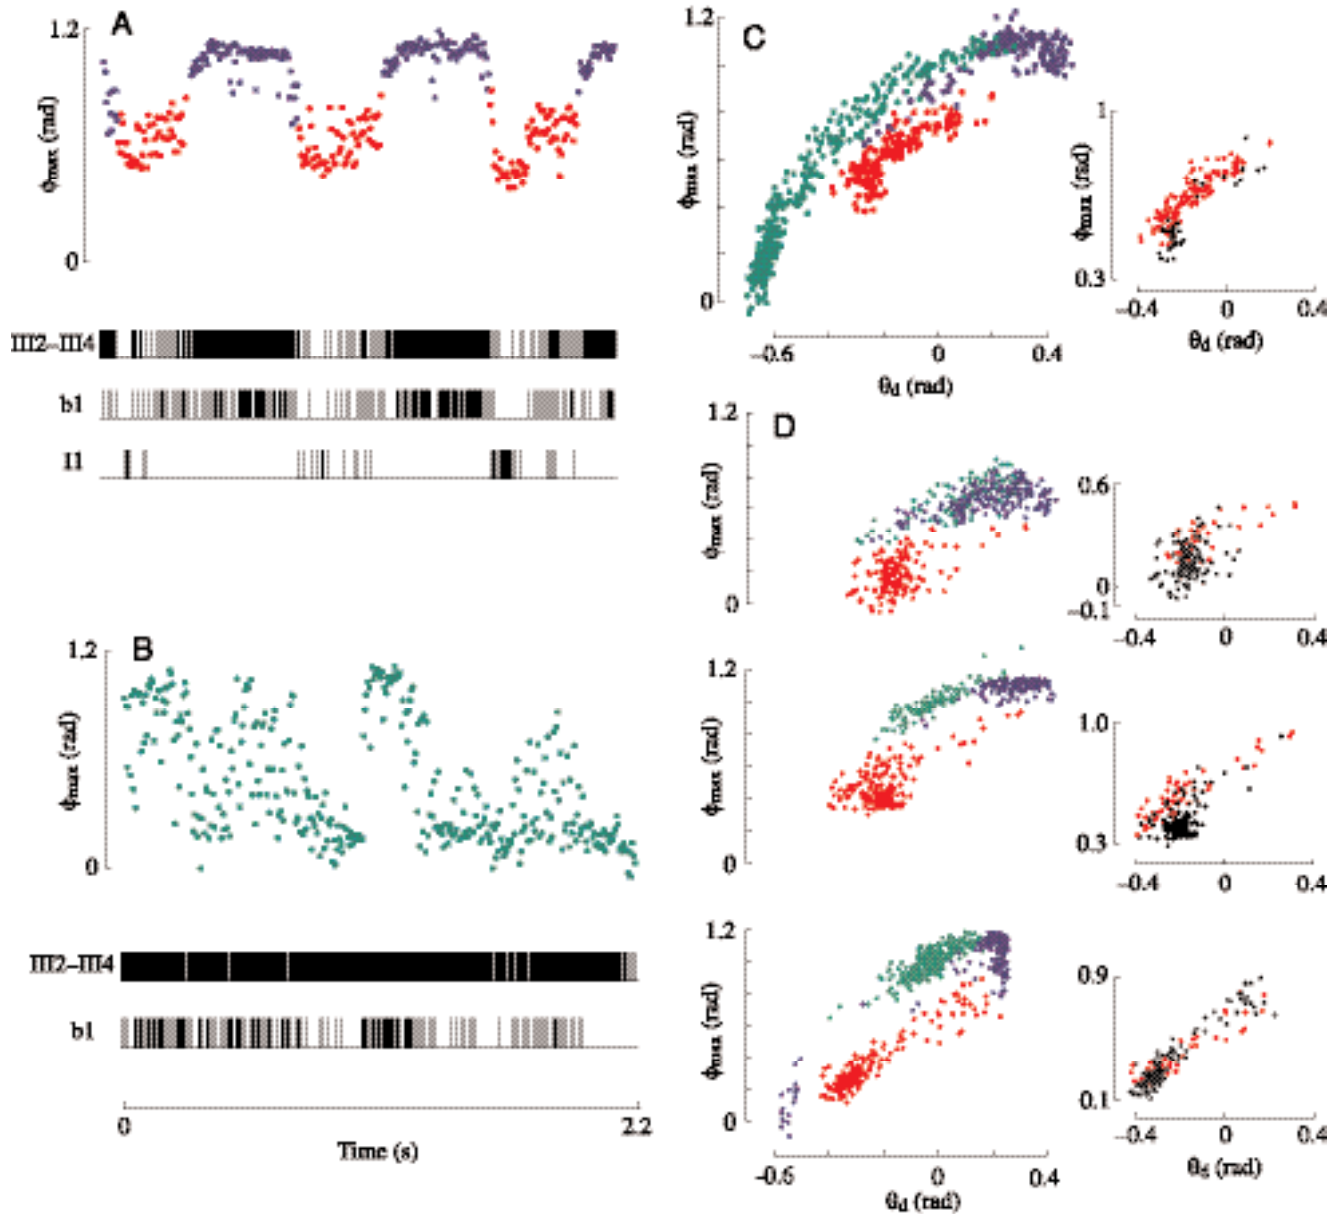 A
1.2
ϕmax (rad)
0
III2–III4
b1
I1
B
1.2
ϕmax (rad)
0
III2–III4
b1
0
2.2
Time (s)
C
1.2
ϕmax (rad)
0
–0.6
0
0.4
θd (rad)
1
ϕmax (rad)
0.3
–0.4
0
0.4
θd (rad)
D
1.2
ϕmax (rad)
0
0.6
0
–0.1
–0.4
0
0.4
1.2
ϕmax (rad)
0
1.0
0.3
–0.4
0
0.4
1.2
ϕmax (rad)
0
–0.6
0
0.4
θd (rad)
0.9
0.1
–0.4
0
0.4
(rad)